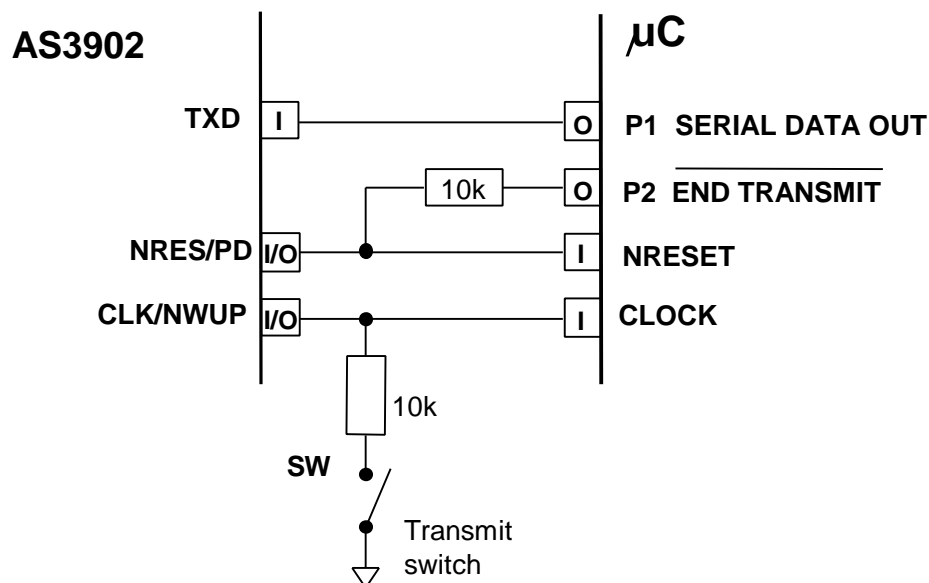 AS3902
µC
TXD I O P1 SERIAL DATA OUT
10k O P2 END TRANSMIT
NRES/PD I/O I NRESET
CLK/NWUP I/O I CLOCK
10k
SW
Transmit
switch